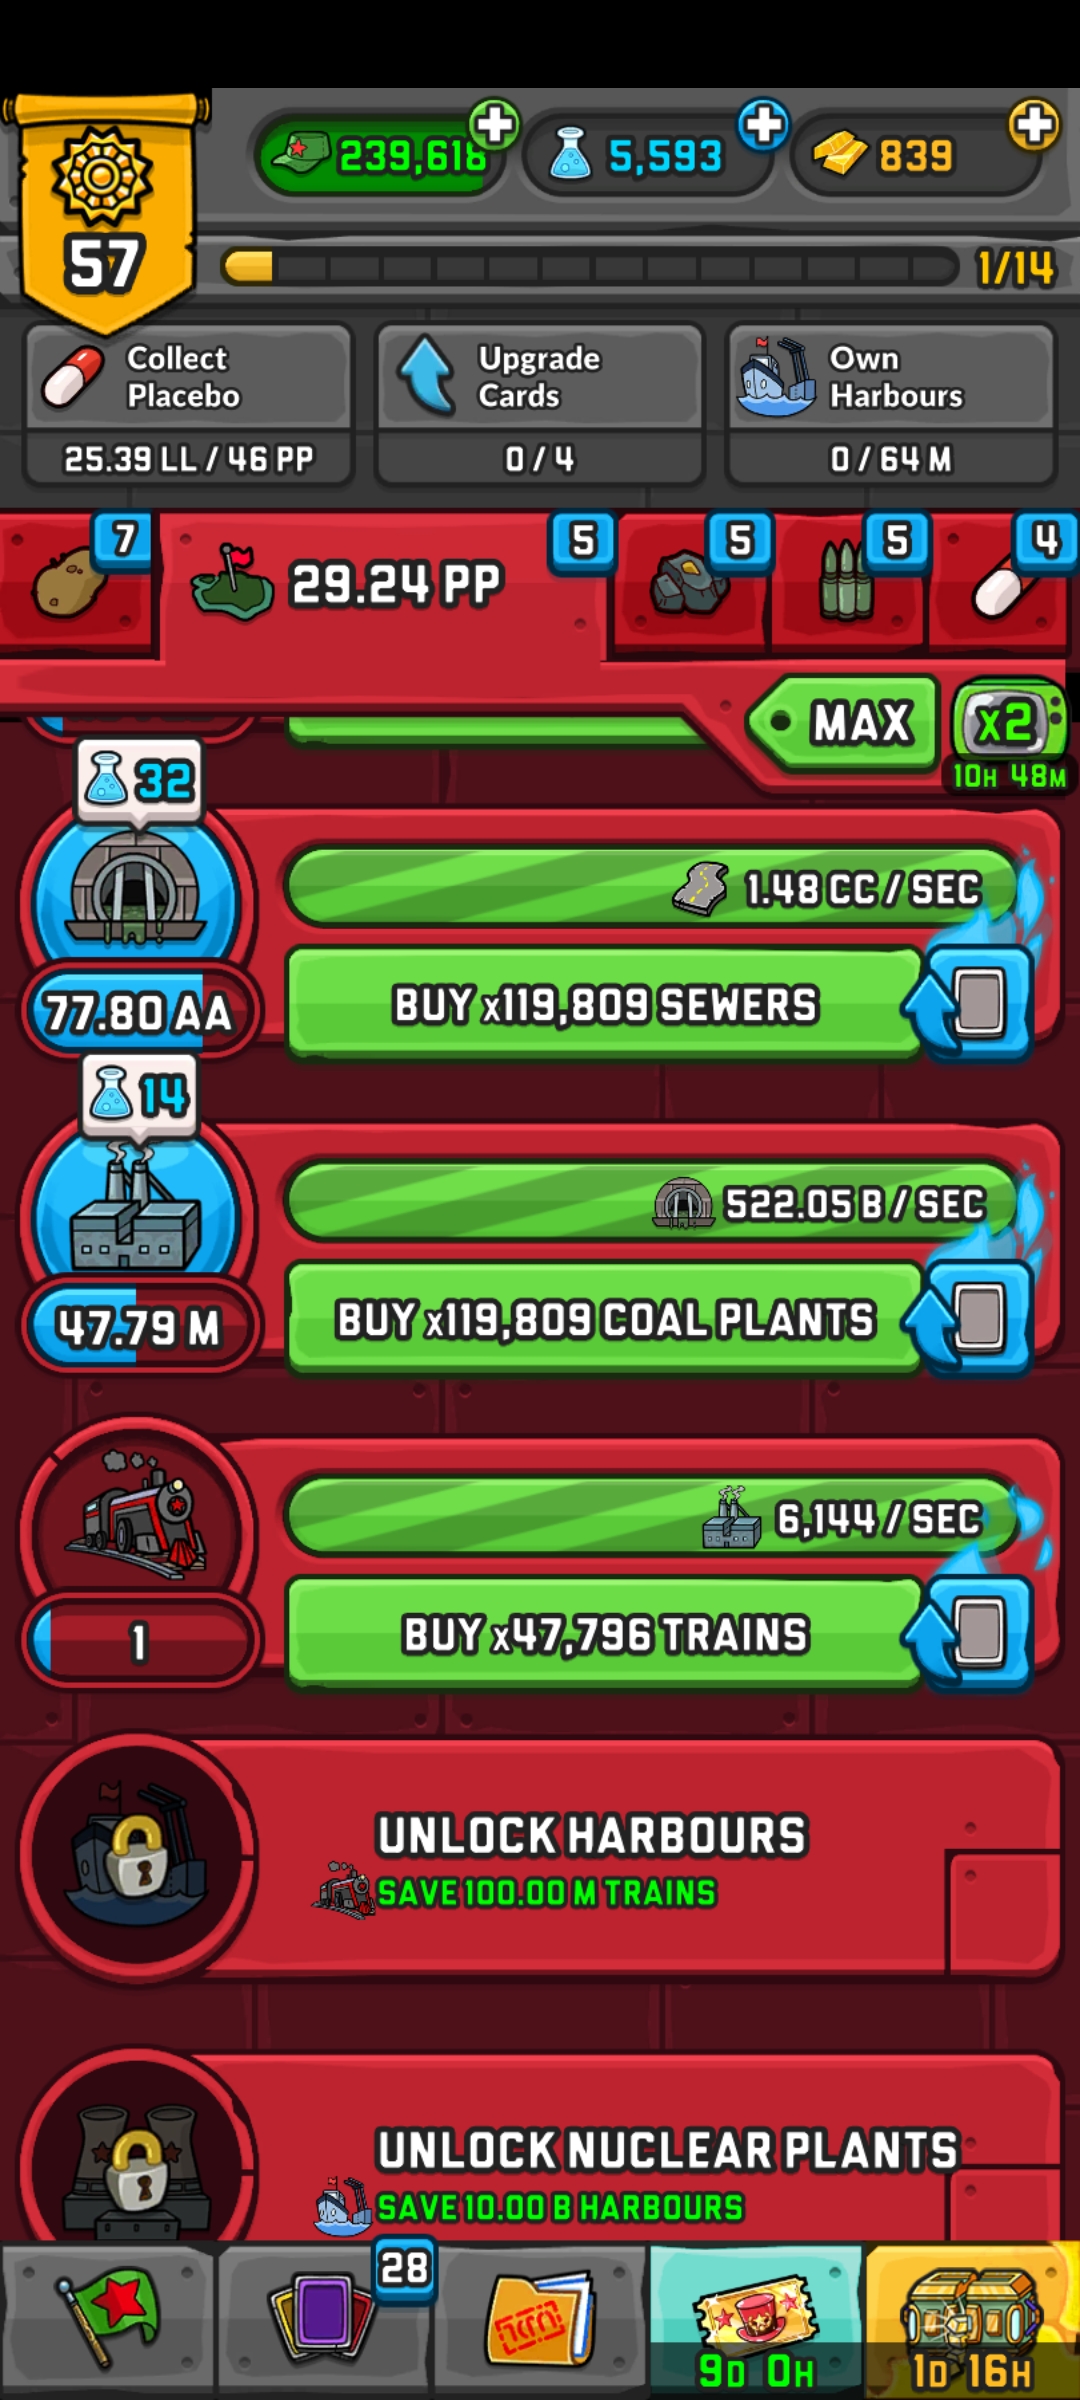 239,618
5,593
839
57
1/14
Collect
Placebo
25.39 LL / 46 PP
Upgrade
Cards
0 / 4
Own
Harbours
0 / 64 M
7
29.24 PP
5
5
5
4
MAX
x2
10H 48M
32
1.48 CC / SEC
77.80 AA
BUY x119,809 SEWERS
14
522.05 B / SEC
47.79 M
BUY x119,809 COAL PLANTS
6,144 / SEC
1
BUY x47,796 TRAINS
UNLOCK HARBOURS
SAVE 100.00 M TRAINS
UNLOCK NUCLEAR PLANTS
SAVE 10.00 B HARBOURS
28
9D 0H
1D 16H